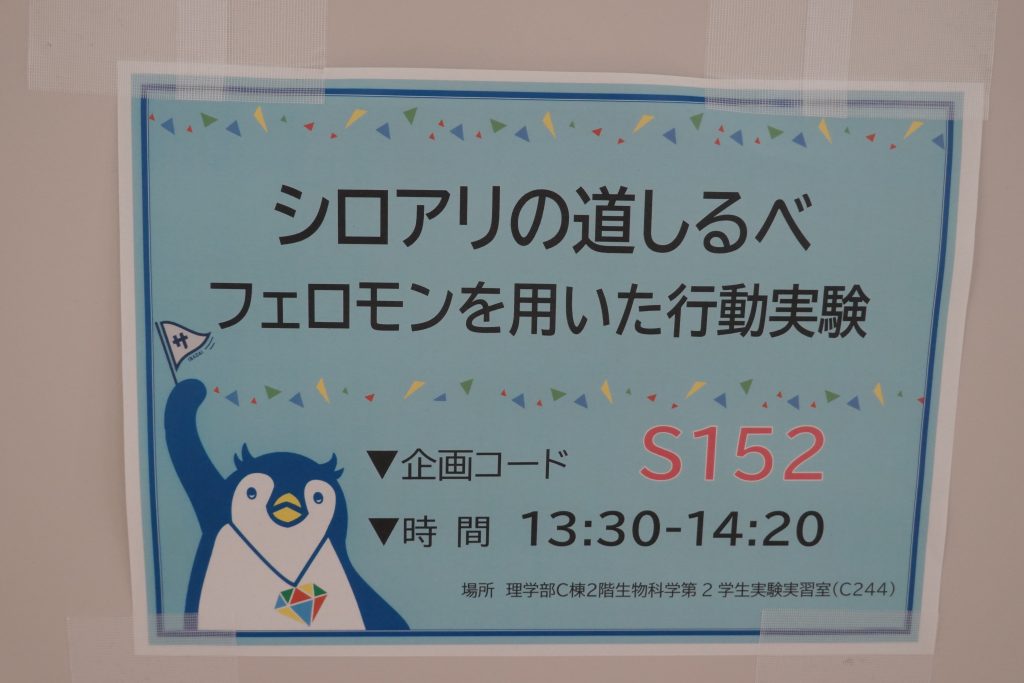 シロアリの道しるべ
フェロモンを用いた行動実験
サ
▼企画コード S152
▼時間 13:30-14:20
場所 理学部C棟2階生物科学第2学生実験実習室(C244)